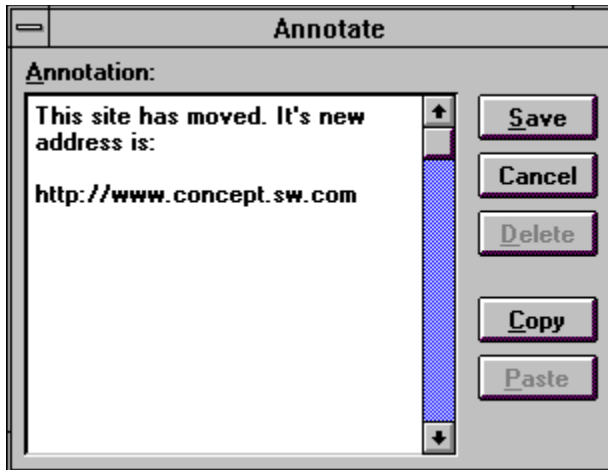 Annotate
Annotation:
This site has moved. It's new
address is:
http://www.concept.sw.com
Save
Cancel
Delete
Copy
Paste